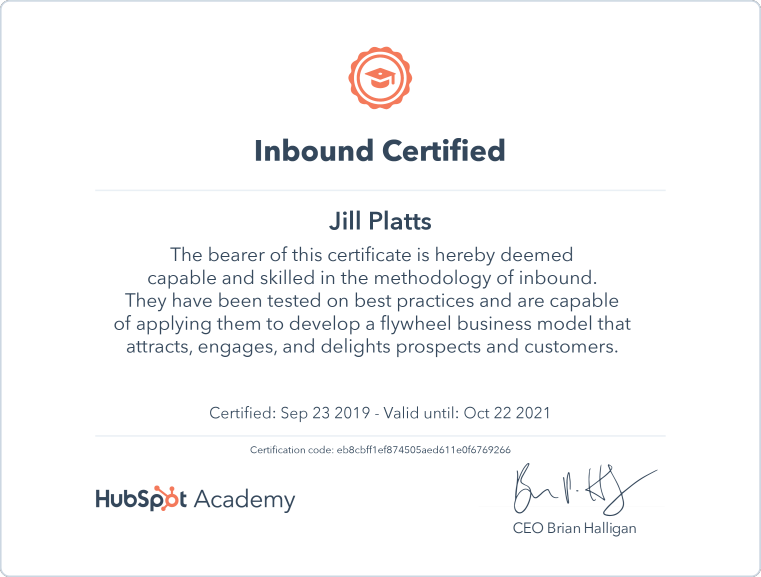 Inbound Certified
Jill Platts
The bearer of this certificate is hereby deemed
capable and skilled in the methodology of inbound.
They have been tested on best practices and are capable
of applying them to develop a flywheel business model that
attracts, engages, and delights prospects and customers.
Certified: Sep 23 2019 - Valid until: Oct 22 2021
Certification code: eb8cbff1ef874505aed611e0f6769266
HubSpot Academy
CEO Brian Halligan